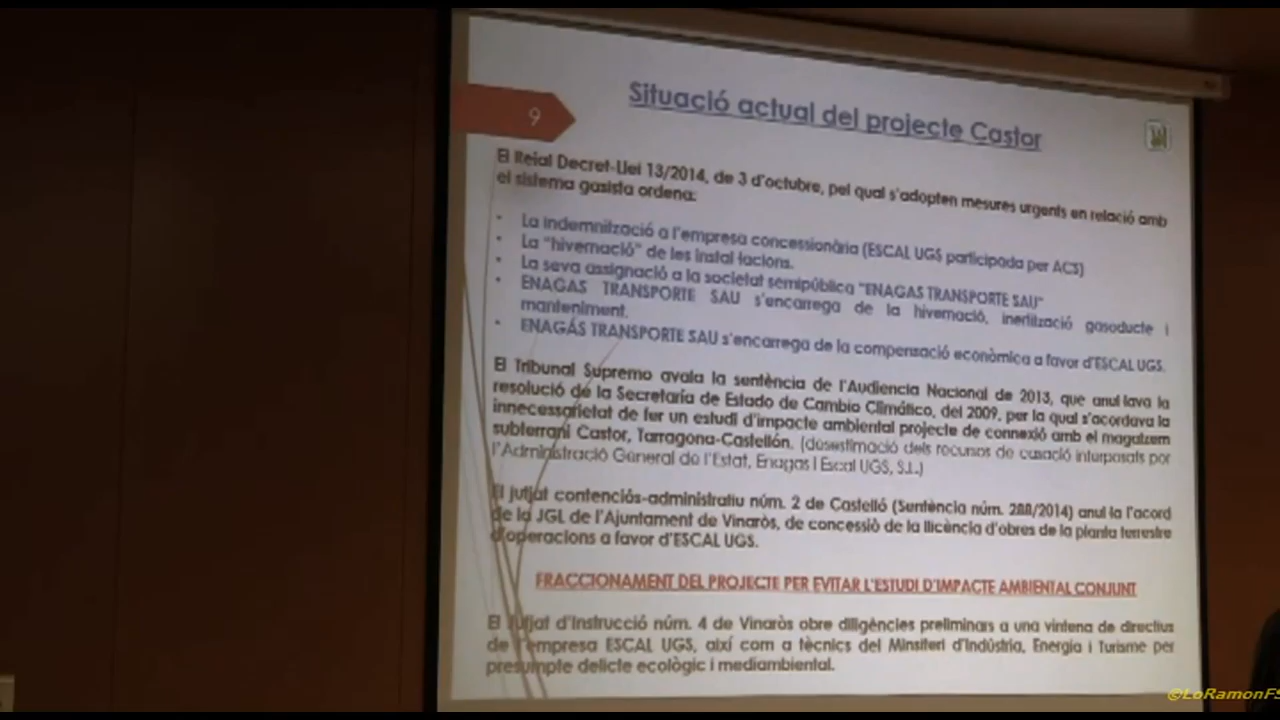 Situació actual del projecte Castor
9
El Reial Decret-Llei 13/2014, de 3 d'octubre, pel qual s'adopten mesures urgents en relació amb
el sistema gasista ordena:
• La indemnització a l'empresa concessionària (ESCAL UGS participada per ACS)
• La "hivernació" de les instal·lacions.
• La seva assignació a la societat semipública "ENAGAS TRANSPORTE SAU"
• ENAGAS TRANSPORTE SAU s'encarrega de la hivernació, inertització gasoducte i
manteniment.
• ENAGÁS TRANSPORTE SAU s'encarrega de la compensació econòmica a favor d'ESCAL UGS.
El Tribunal Supremo avala la sentència de l'Audiencia Nacional de 2013, que anul·lava la
resolució de la Secretaría de Estado de Cambio Climático, del 2009, per la qual s'acordava la
innecessarietat de fer un estudi d'impacte ambiental projecte de connexió amb el magatzem
subterrani Castor, Tarragona-Castellón. (desestimació dels recursos de casació interposats por
l'Administració General de l'Estat, Enagas i Escal UGS, S.L.)
El jutjat contenciós-administratiu núm. 2 de Castelló (Sentència núm. /2014) anul·la l'acord
de la JGL de l'Ajuntament de Vinaròs, de concessió de la llicència d'obres de la planta terrestre
d'operacions a favor d'ESCAL UGS.
FRACCIONAMENT DEL PROJECTE PER EVITAR L'ESTUDI D'IMPACTE AMBIENTAL CONJUNT
El Jutjat d'Instrucció núm. 4 de Vinaròs obre diligències preliminars a una vintena de directius
de l'empresa ESCAL UGS, així com a tècnics del Minsiteri d'Indústria, Energia i Turisme per
presumpte delicte ecològic i mediambiental.
©LoRamonFS